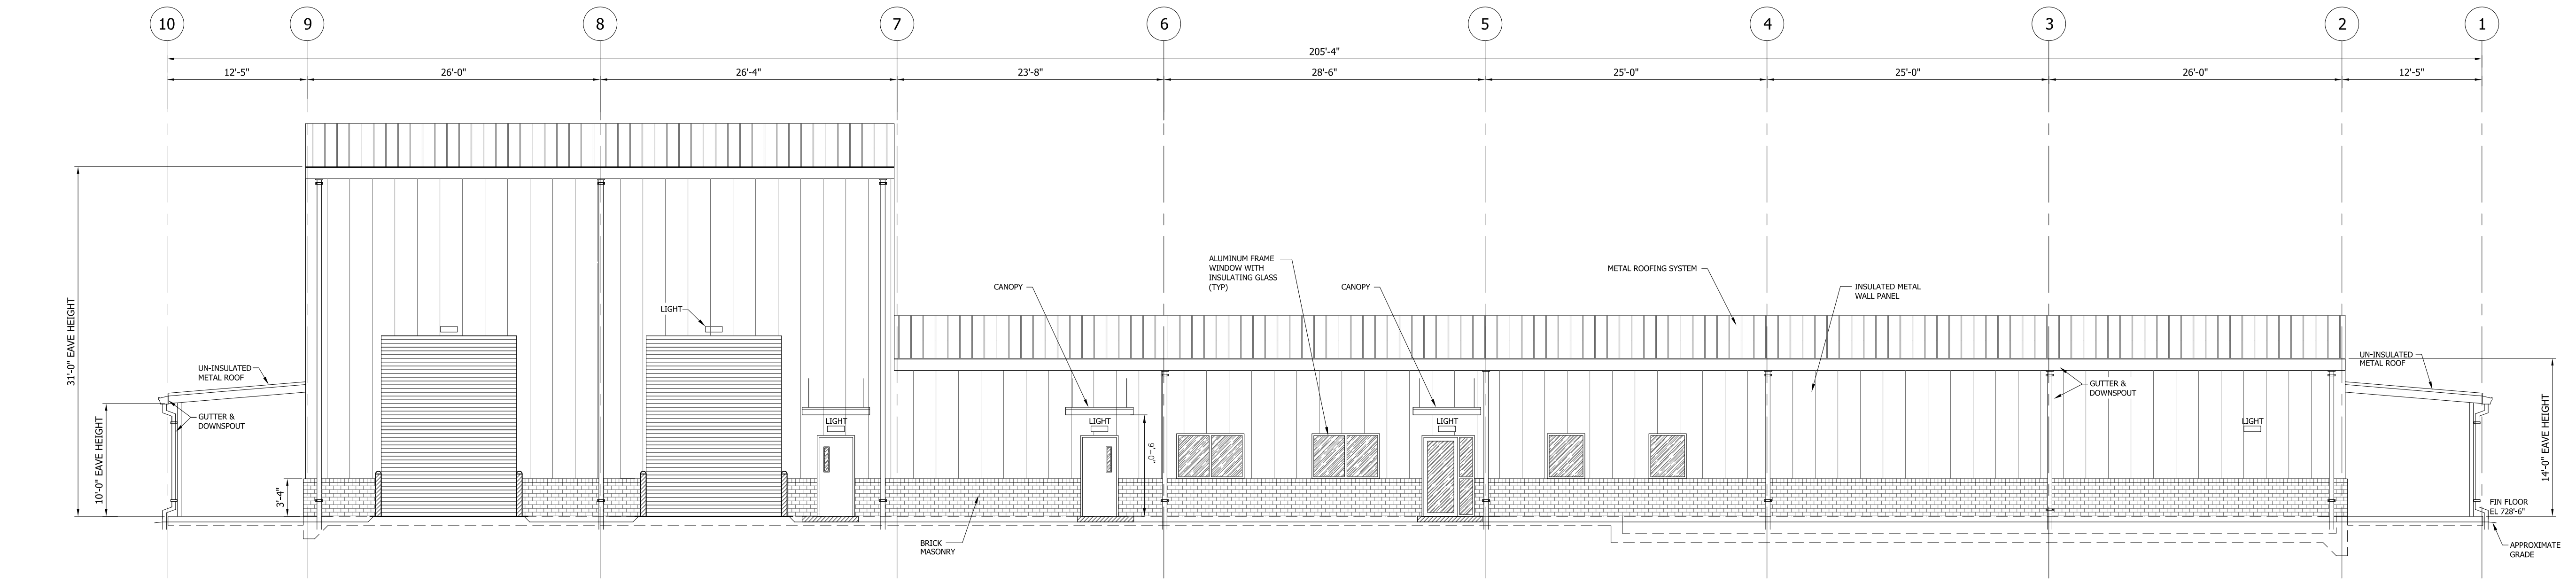 10 9 8 7 6 5 4 3 2 1
205'-4"
12'-5" 26'-0" 26'-4" 23'-8" 28'-6" 25'-0" 25'-0" 26'-0" 12'-5"
31'-0" EAVE HEIGHT
10'-0" EAVE HEIGHT
UN-INSULATED
METAL ROOF
GUTTER &
DOWNSPOUT
3'-4"
LIGHT
LIGHT
BRICK
MASONRY
CANOPY
LIGHT
9'-0"
ALUMINUM FRAME
WINDOW WITH
INSULATING GLASS
(TYP)
CANOPY
LIGHT
METAL ROOFING SYSTEM
INSULATED METAL
WALL PANEL
GUTTER &
DOWNSPOUT
LIGHT
UN-INSULATED
METAL ROOF
14'-0" EAVE HEIGHT
FIN FLOOR
EL 728'-6"
APPROXIMATE
GRADE